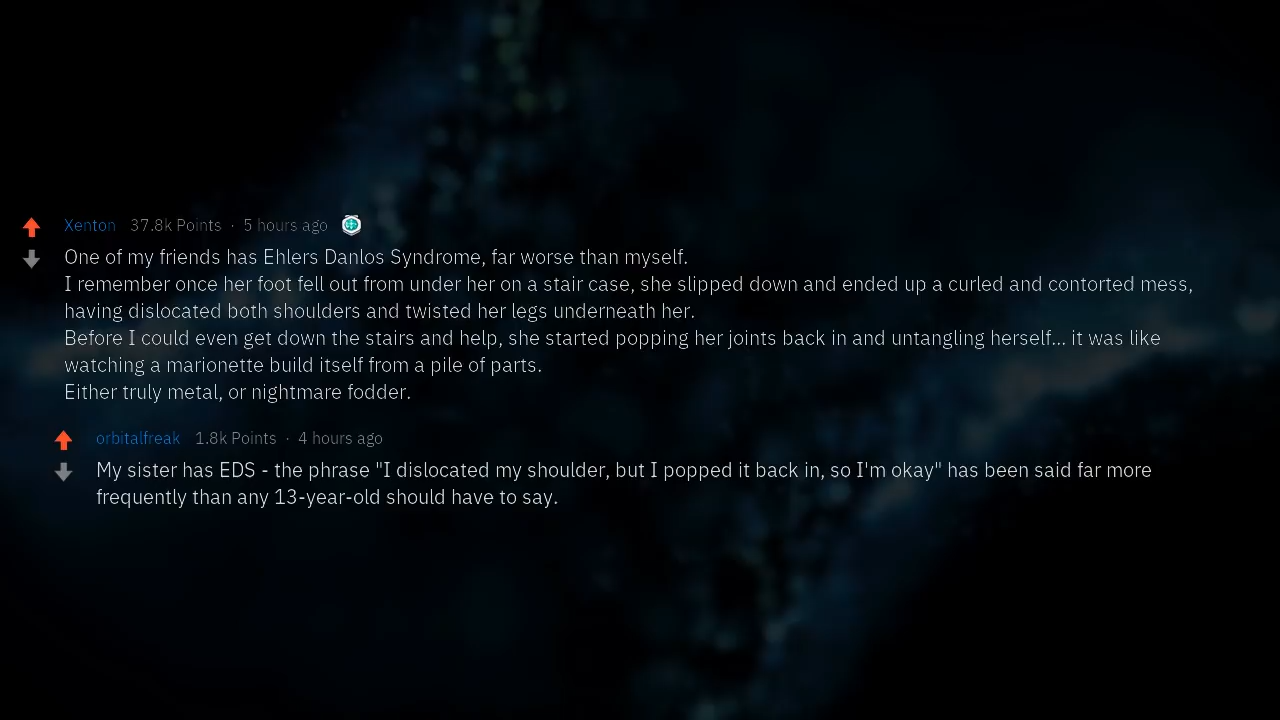 Xenton 37.8k Points · 5 hours ago
One of my friends has Ehlers Danlos Syndrome, far worse than myself.
I remember once her foot fell out from under her on a stair case, she slipped down and ended up a curled and contorted mess,
having dislocated both shoulders and twisted her legs underneath her.
Before I could even get down the stairs and help, she started popping her joints back in and untangling herself... it was like
watching a marionette build itself from a pile of parts.
Either truly metal, or nightmare fodder.
orbitalfreak 1.8k Points · 4 hours ago
My sister has EDS - the phrase "I dislocated my shoulder, but I popped it back in, so I'm okay" has been said far more
frequently than any 13-year-old should have to say.